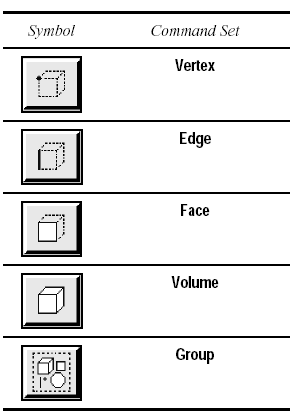 Symbol Command Set
Vertex
Edge
Face
Volume
Group